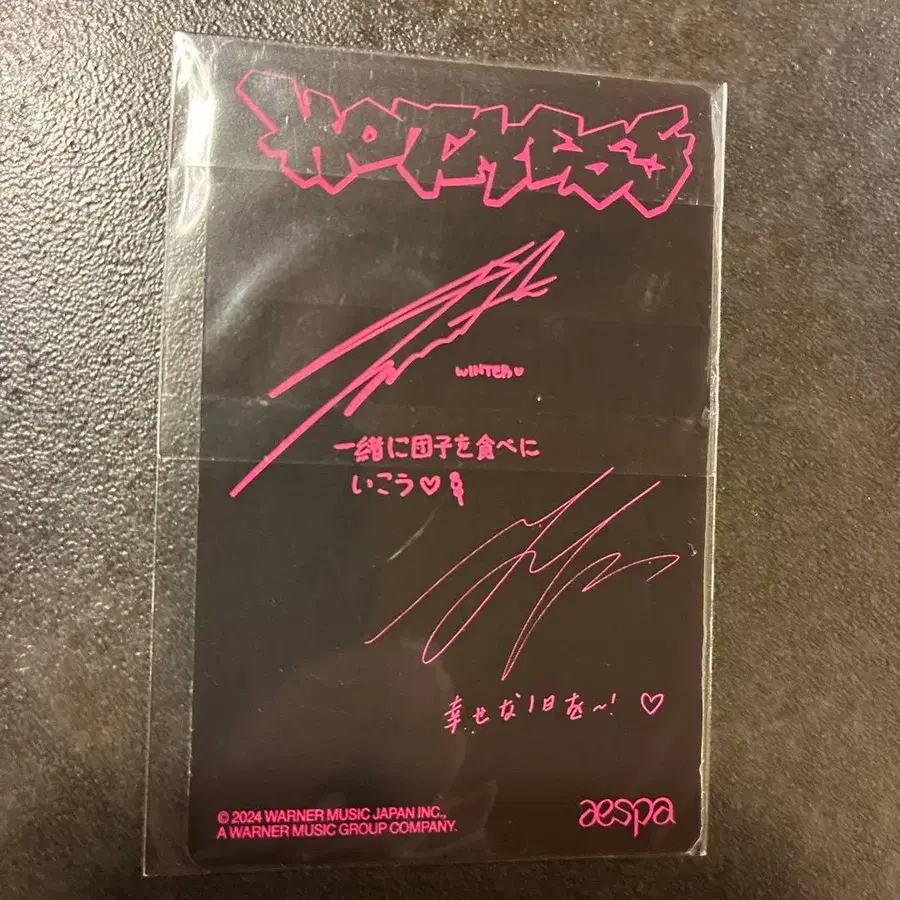 HOT MESS
WINTER♡
一緒に団子を食べに
いこう♡
幸せな1日を〜! ♡
© 2024 WARNER MUSIC JAPAN INC.,
A WARNER MUSIC GROUP COMPANY.
aespa